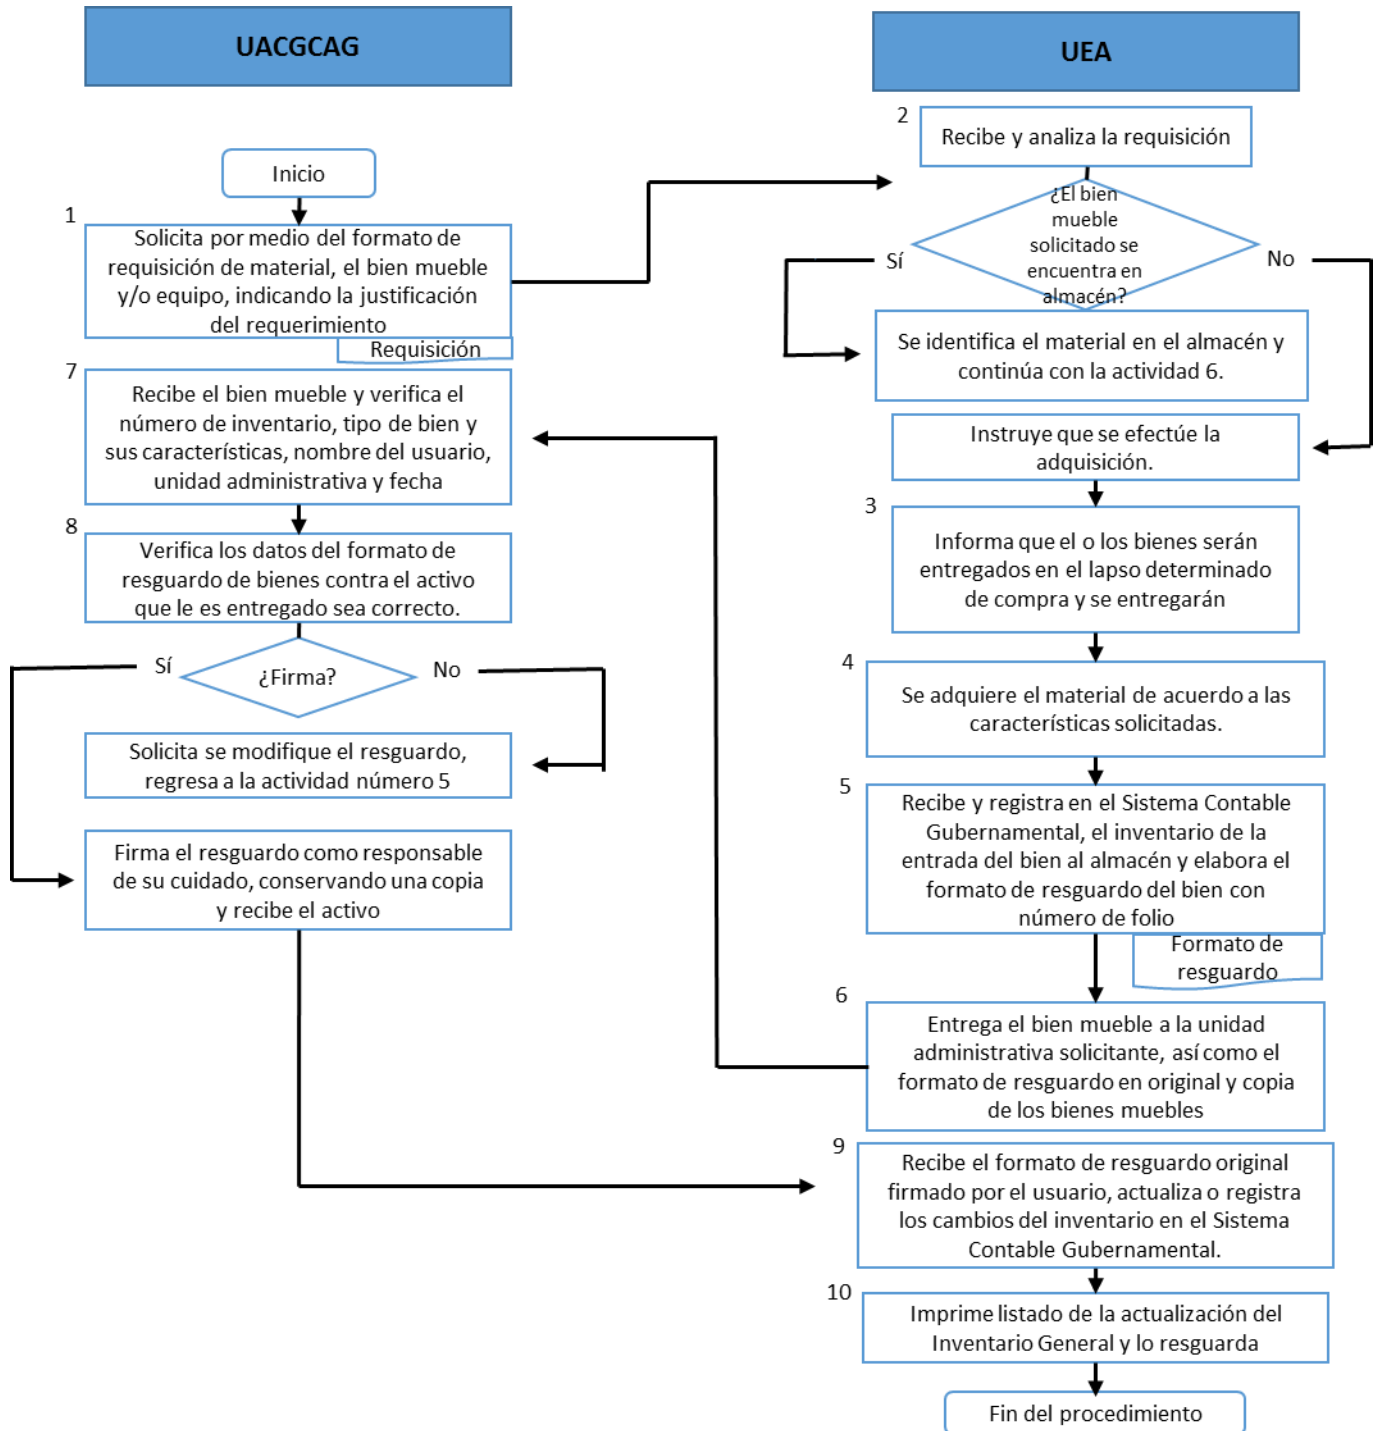 UACGCAG
UEA
Inicio
1
Solicita por medio del formato de
requisición de material, el bien mueble
y/o equipo, indicando la justificación
del requerimiento
Requisición
2
Recibe y analiza la requisición
¿El bien
mueble
solicitado se
encuentra en
almacén?
Sí
No
Se identifica el material en el almacén y
continúa con la actividad 6.
Instruye que se efectúe la
adquisición.
3
Informa que el o los bienes serán
entregados en el lapso determinado
de compra y se entregarán
4
Se adquiere el material de acuerdo a las
características solicitadas.
5
Recibe y registra en el Sistema Contable
Gubernamental, el inventario de la
entrada del bien al almacén y elabora el
formato de resguardo del bien con
número de folio
Formato de
resguardo
6
Entrega el bien mueble a la unidad
administrativa solicitante, así como el
formato de resguardo en original y copia
de los bienes muebles
7
Recibe el bien mueble y verifica el
número de inventario, tipo de bien y
sus características, nombre del usuario,
unidad administrativa y fecha
8
Verifica los datos del formato de
resguardo de bienes contra el activo
que le es entregado sea correcto.
¿Firma?
Sí
No
Solicita se modifique el resguardo,
regresa a la actividad número 5
Firma el resguardo como responsable
de su cuidado, conservando una copia
y recibe el activo
9
Recibe el formato de resguardo original
firmado por el usuario, actualiza o registra
los cambios del inventario en el Sistema
Contable Gubernamental.
10
Imprime listado de la actualización del
Inventario General y lo resguarda
Fin del procedimiento